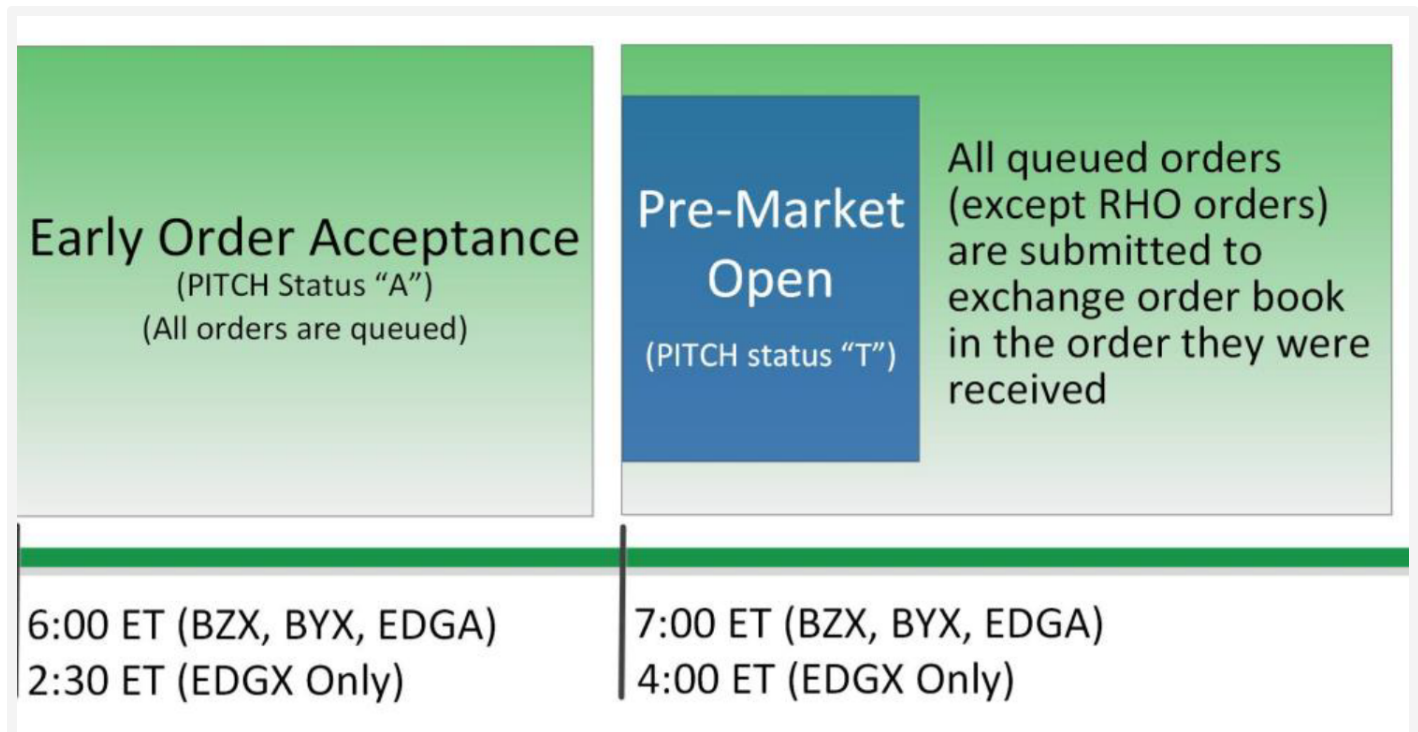 Early Order Acceptance
(PITCH Status “A”)
(All orders are queued)
Pre-Market
Open
(PITCH status “T”)
All queued orders
(except RHO orders)
are submitted to
exchange order book
in the order they were
received
6:00 ET (BZX, BYX, EDGA)
2:30 ET (EDGX Only)
7:00 ET (BZX, BYX, EDGA)
4:00 ET (EDGX Only)